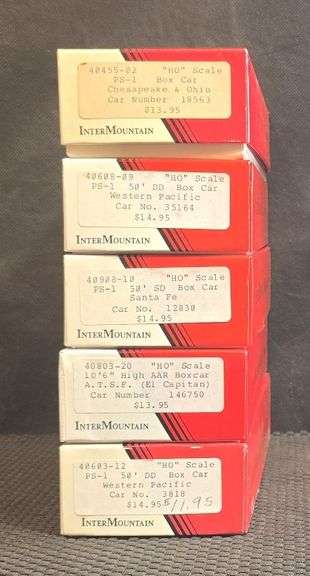 40455-02 "HO" Scale
PS-1 Box Car
Chesapeake & Ohio
Car Number 18563
$13.95
INTERMOUNTAIN
40608-09 "HO" Scale
PS-1 50' DD Box Car
Western Pacific
Car No. 35164
$14.95
INTERMOUNTAIN
40908-10 "HO" Scale
PS-1 50' SD Box Car
Santa Fe
Car No. 12830
$14.95
INTERMOUNTAIN
40803-20 "HO" Scale
10'6" High AAR Boxcar
A.T.S.F. (El Capitan)
Car Number 146750
$13.95
INTERMOUNTAIN
40603-12 "HO" Scale
PS-1 50' DD Box Car
Western Pacific
Car No. 3818
$14.95 $11.95
INTERMOUNTAIN